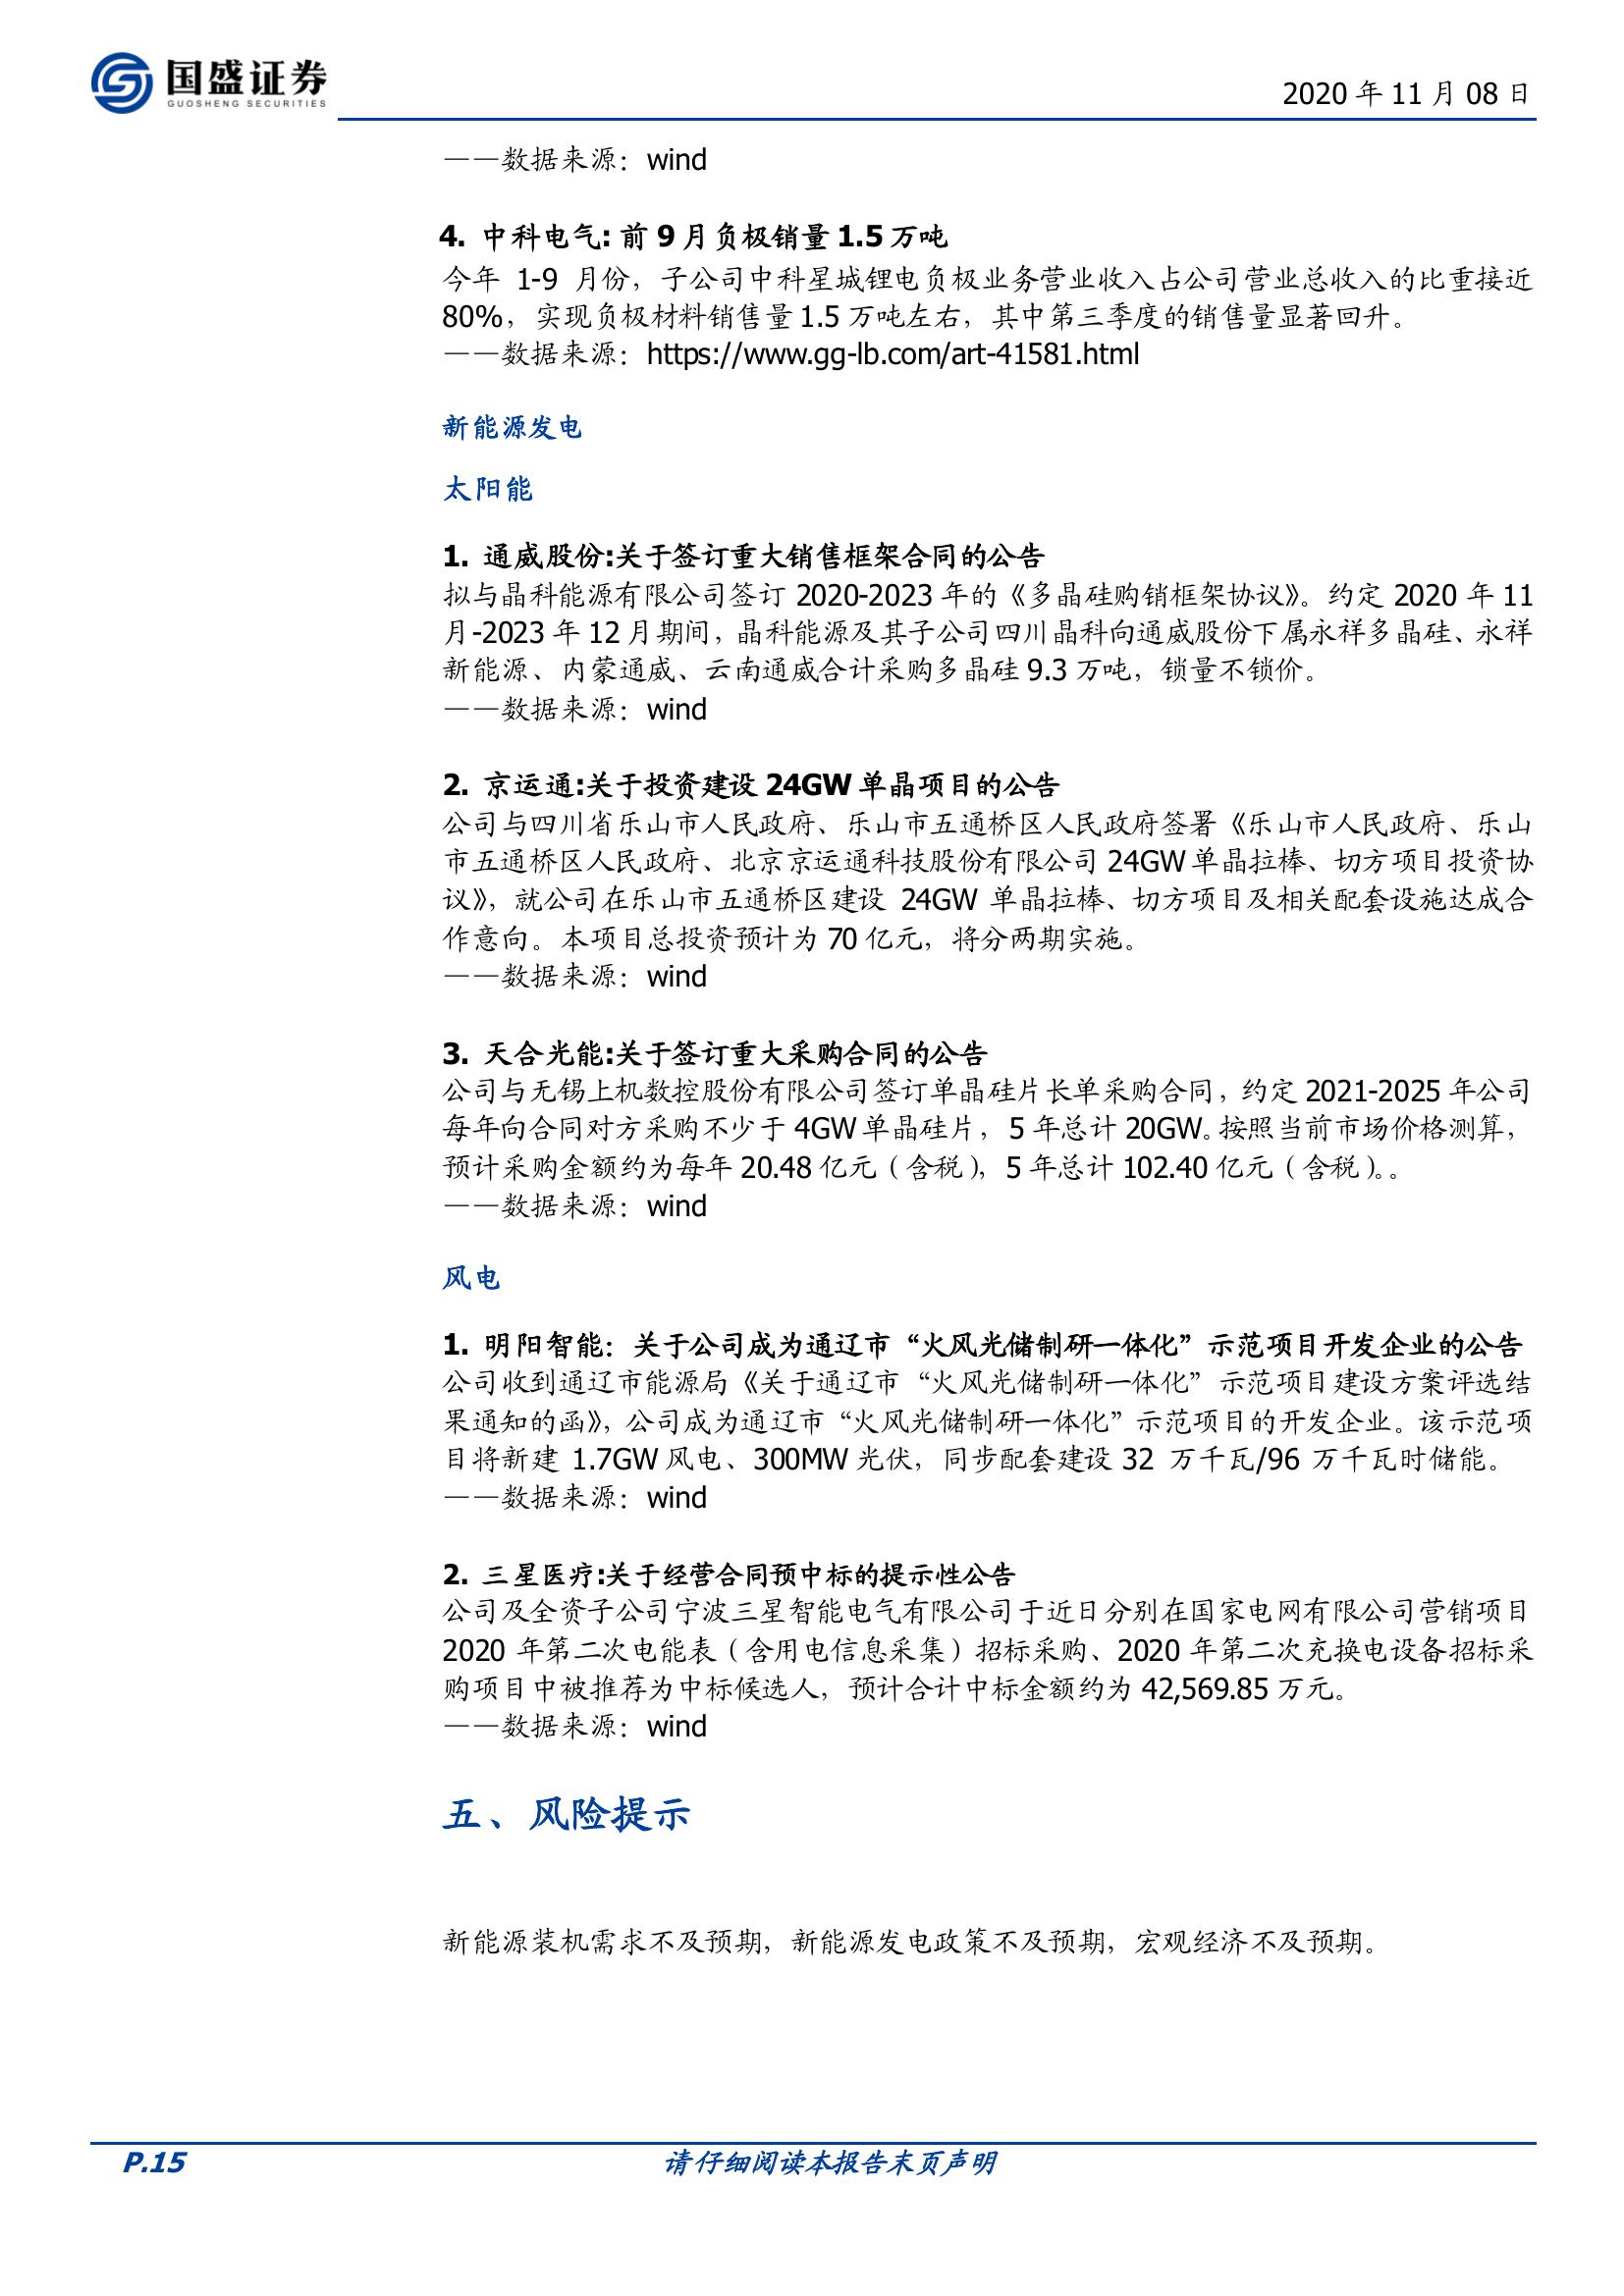 国盛证券
GUOSHENG SECURITIES
2020 年 11 月 08 日
——数据来源：wind
4. 中科电气: 前 9 月负极销量 1.5 万吨
今年 1-9 月份，子公司中科星城锂电负极业务营业收入占公司营业总收入的比重接近
80%，实现负极材料销售量 1.5 万吨左右，其中第三季度的销售量显著回升。
——数据来源：https://www.gg-lb.com/art-41581.html
新能源发电
太阳能
1. 通威股份:关于签订重大销售框架合同的公告
拟与晶科能源有限公司签订 2020-2023 年的《多晶硅购销框架协议》。约定 2020 年 11
月-2023 年 12 月期间，晶科能源及其子公司四川晶科向通威股份下属永祥多晶硅、永祥
新能源、内蒙通威、云南通威合计采购多晶硅 9.3 万吨，锁量不锁价。
——数据来源：wind
2. 京运通:关于投资建设 24GW 单晶项目的公告
公司与四川省乐山市人民政府、乐山市五通桥区人民政府签署《乐山市人民政府、乐山
市五通桥区人民政府、北京京运通科技股份有限公司 24GW 单晶拉棒、切方项目投资协
议》，就公司在乐山市五通桥区建设 24GW 单晶拉棒、切方项目及相关配套设施达成合
作意向。本项目总投资预计为 70 亿元，将分两期实施。
——数据来源：wind
3. 天合光能:关于签订重大采购合同的公告
公司与无锡上机数控股份有限公司签订单晶硅片长单采购合同，约定 2021-2025 年公司
每年向合同对方采购不少于 4GW 单晶硅片，5 年总计 20GW。按照当前市场价格测算，
预计采购金额约为每年 20.48 亿元（含税），5 年总计 102.40 亿元（含税）。。
——数据来源：wind
风电
1. 明阳智能：关于公司成为通辽市“火风光储制研一体化”示范项目开发企业的公告
公司收到通辽市能源局《关于通辽市“火风光储制研一体化”示范项目建设方案评选结
果通知的函》，公司成为通辽市“火风光储制研一体化”示范项目的开发企业。该示范项
目将新建 1.7GW 风电、300MW 光伏，同步配套建设 32 万千瓦/96 万千瓦时储能。
——数据来源：wind
2. 三星医疗:关于经营合同预中标的提示性公告
公司及全资子公司宁波三星智能电气有限公司于近日分别在国家电网有限公司营销项目
2020 年第二次电能表（含用电信息采集）招标采购、2020 年第二次充换电设备招标采
购项目中被推荐为中标候选人，预计合计中标金额约为 42,569.85 万元。
——数据来源：wind
五、风险提示
新能源装机需求不及预期，新能源发电政策不及预期，宏观经济不及预期。
P.15
请仔细阅读本报告末页声明